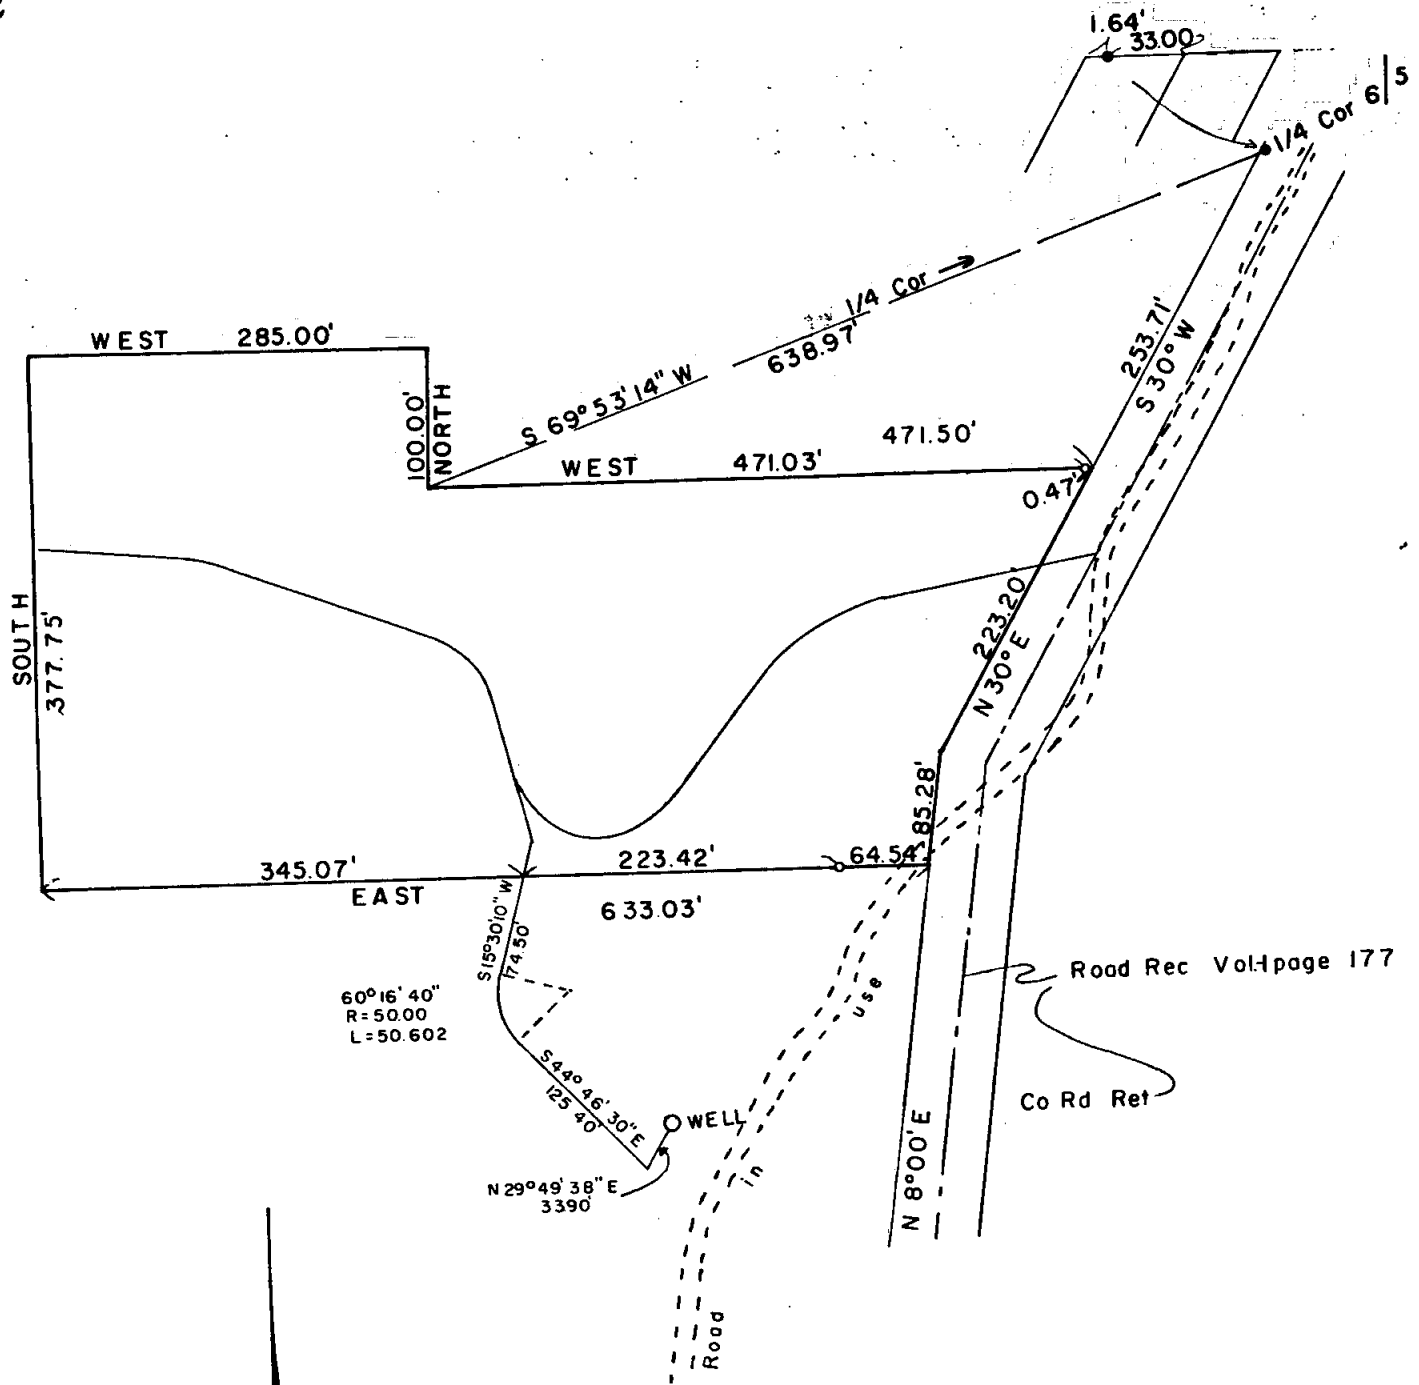 1.64'
33.00
1/4 Cor 6|5
WEST 285.00'
1/4 Cor
638.97'
S 69°53'14" W
253.71'
S 30° W
100.00'
NORTH
471.50'
WEST 471.03'
0.47'
SOUTH
377.75'
223.20'
N 30° E
85.28'
345.07'
223.42'
64.54'
EAST
633.03'
S15°30'10" W
174.50'
60°16'40"
R=50.00
L=50.602
S44°46'30"E
125.40'
WELL
N 29°49'38" E
3390'
Road Rec Vol 1 page 177
Co Rd Ret
N 8°00' E
use
in
Road